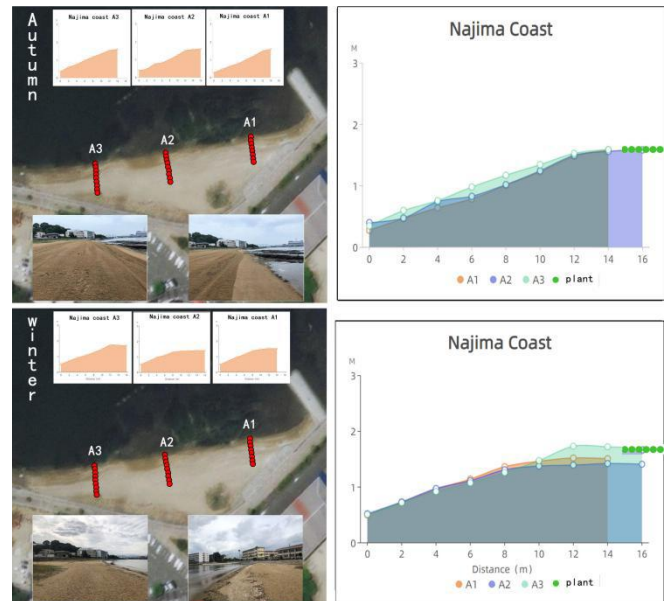 Autumn
Najima coast A3
Najima coast A2
Najima coast A1
A3
A2
A1
Najima Coast
M
3
2
1
0
0 2 4 6 8 10 12 14 16
A1 A2 A3 plant
winter
Najima coast A3
Najima coast A2
Najima coast A1
A3
A2
A1
Najima Coast
M
3
2
1
0
0 2 4 6 8 10 12 14 16
Distance (m)
A1 A2 A3 plant